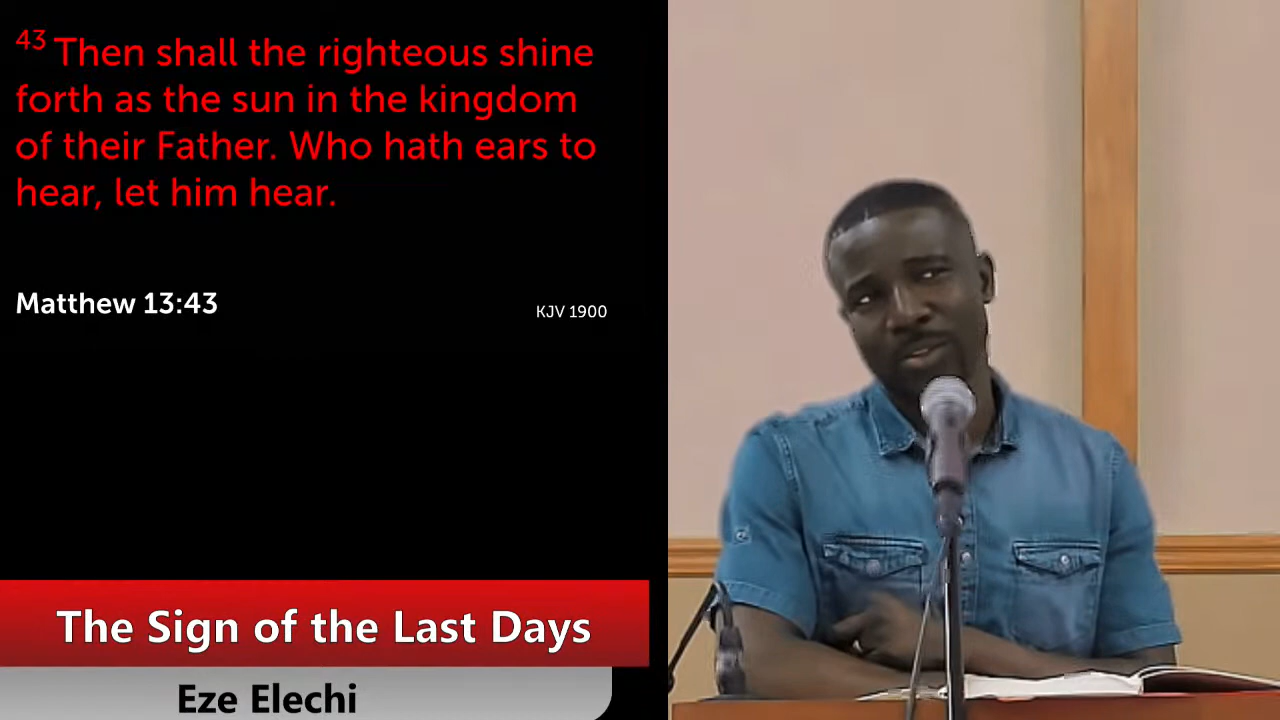 43 Then shall the righteous shine
forth as the sun in the kingdom
of their Father. Who hath ears to
hear, let him hear.
Matthew 13:43
KJV 1900
The Sign of the Last Days
Eze Elechi